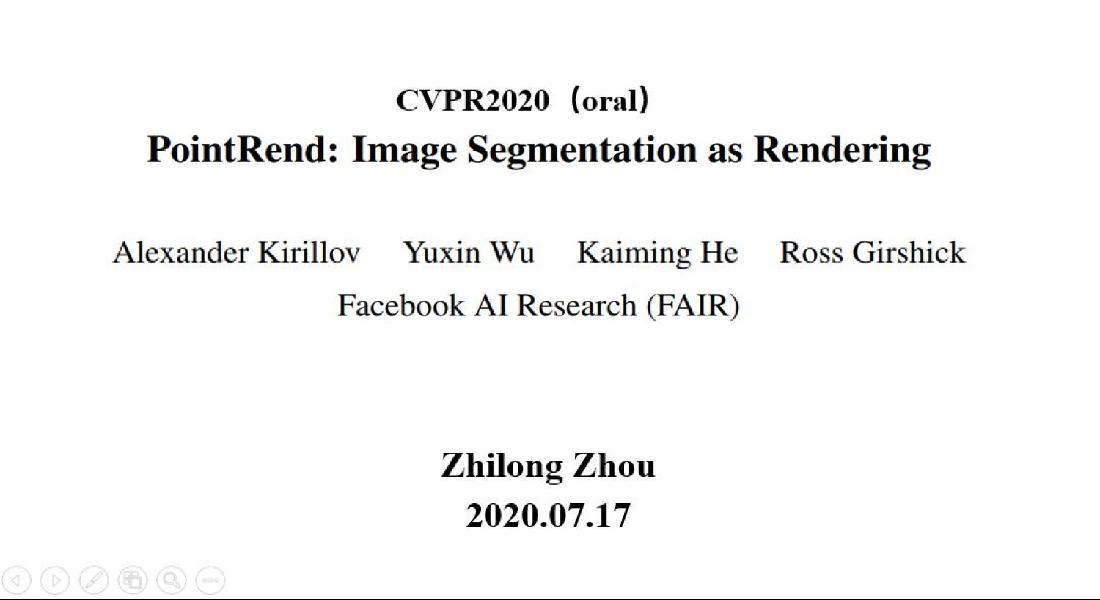 CVPR2020（oral）
PointRend: Image Segmentation as Rendering
Alexander Kirillov Yuxin Wu Kaiming He Ross Girshick
Facebook AI Research (FAIR)
Zhilong Zhou
2020.07.17